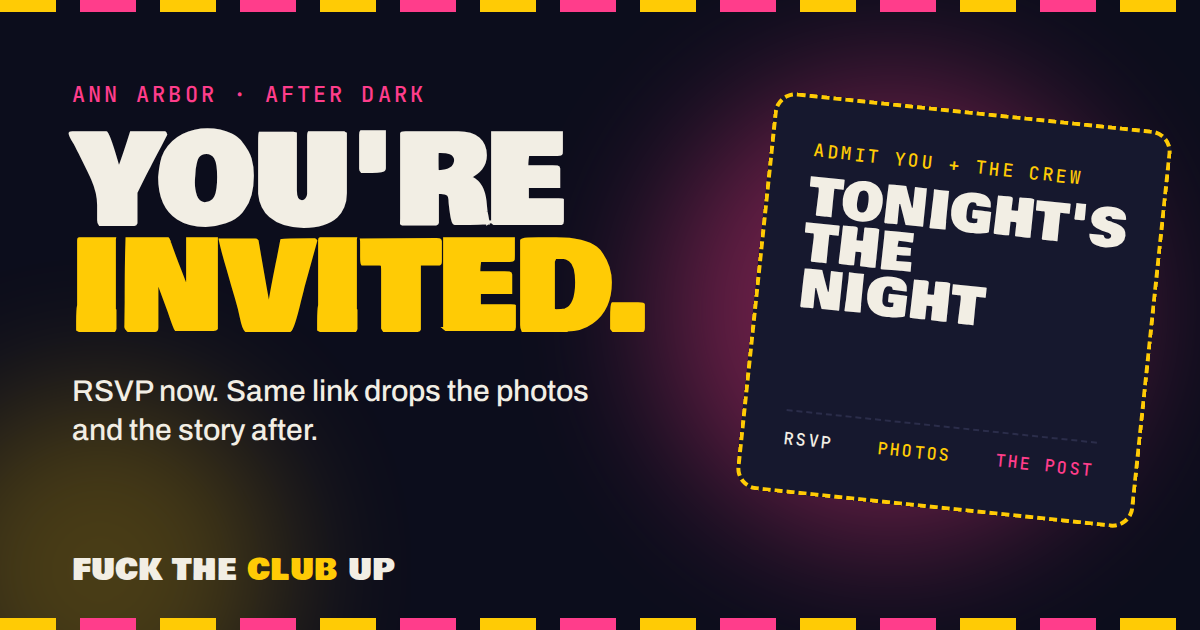 ANN ARBOR · AFTER DARK
YOU'RE
INVITED.
RSVP now. Same link drops the photos
and the story after.
FUCK THE CLUB UP
ADMIT YOU + THE CREW
TONIGHT'S
THE
NIGHT
RSVP PHOTOS THE POST